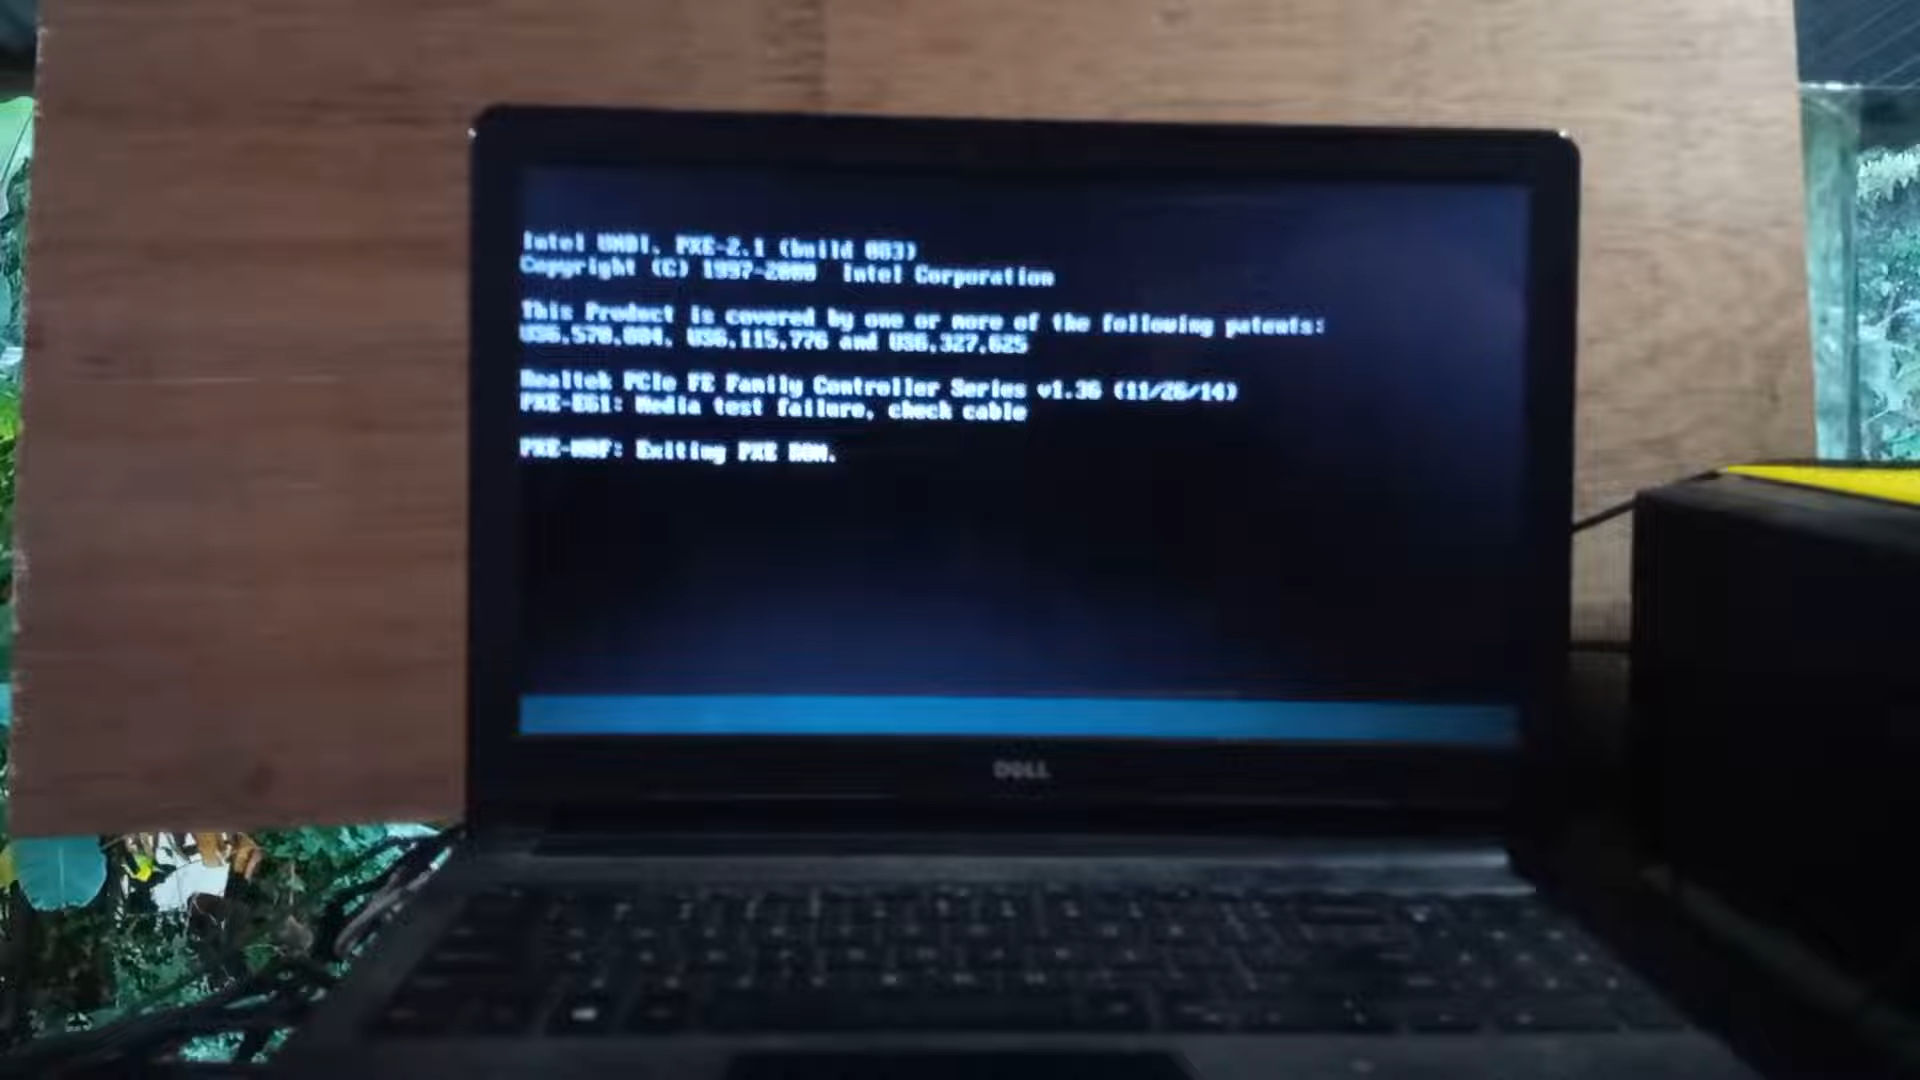 Intel UNDI, PXE-2.1 (build 083)
Copyright (C) 1997-2000 Intel Corporation
This Product is covered by one or more of the following patents:
US6,570,884, US6,115,776 and US6,327,625
Realtek PCIe FE Family Controller Series v1.36 (11/26/14)
PXE-E61: Media test failure, check cable
PXE-M0F: Exiting PXE ROM.
DELL